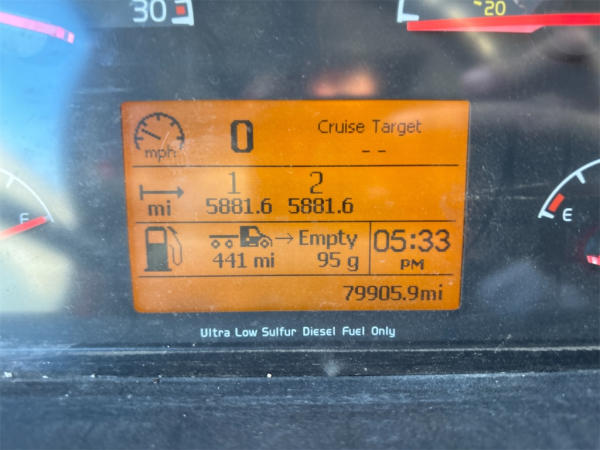 30
20
mph 0 Cruise Target
--
1 2
mi 5881.6 5881.6
→ Empty 05:33
441 mi 95 g PM
79905.9mi
F
E
Ultra Low Sulfur Diesel Fuel Only